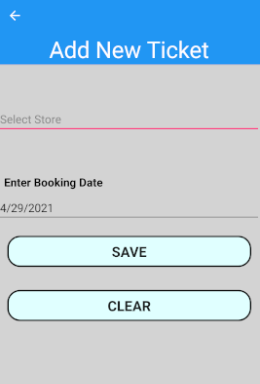 Add New Ticket
Select Store
Enter Booking Date
4/29/2021
SAVE
CLEAR